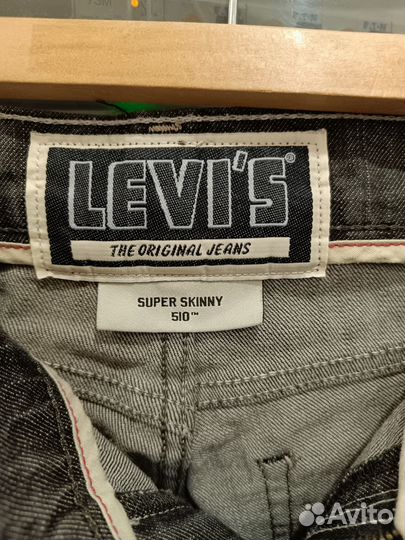 LEVI'S®
THE ORIGINAL JEANS
SUPER SKINNY
510™
Avito